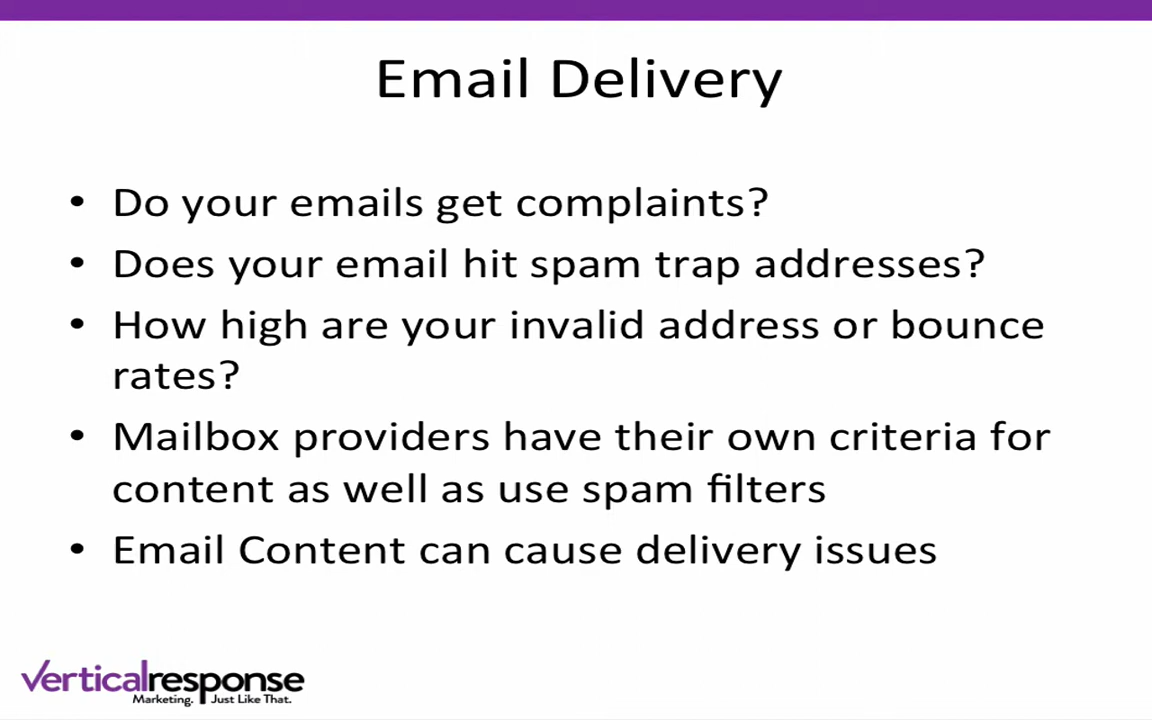 Email Delivery
• Do your emails get complaints?
• Does your email hit spam trap addresses?
• How high are your invalid address or bounce
rates?
• Mailbox providers have their own criteria for
content as well as use spam filters
• Email Content can cause delivery issues
verticalresponse
Marketing. Just Like That.